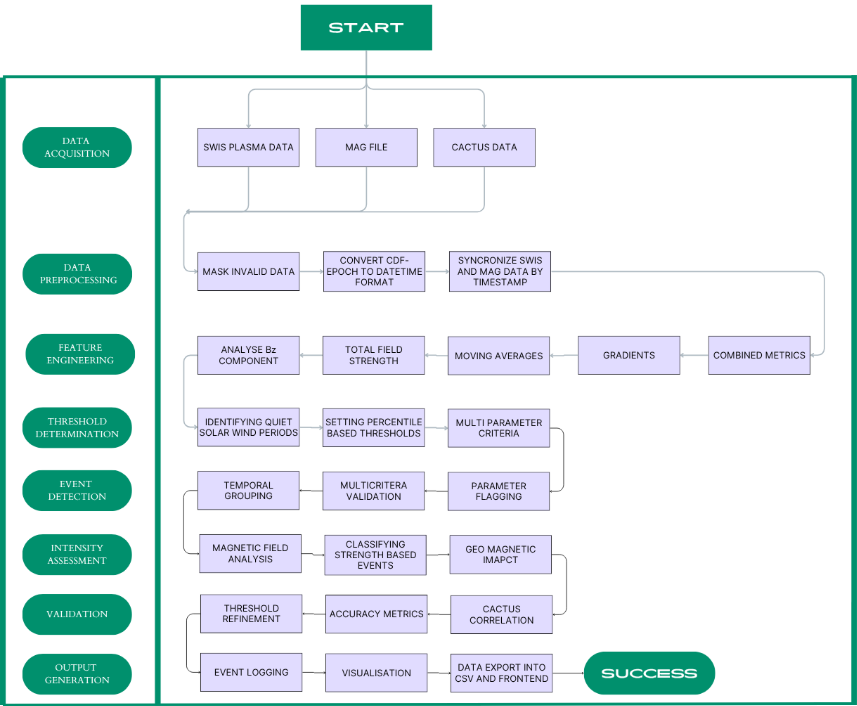 START
DATA
ACQUISITION
SWIS PLASMA DATA
MAG FILE
CACTUS DATA
DATA
PREPROCESSING
MASK INVALID DATA
CONVERT CDF-
EPOCH TO DATETIME
FORMAT
SYNCRONIZE SWIS
AND MAG DATA BY
TIMESTAMP
FEATURE
ENGINEERING
ANALYSE Bz
COMPONENT
TOTAL FIELD
STRENGTH
MOVING AVERAGES
GRADIENTS
COMBINED METRICS
THRESHOLD
DETERMINATION
IDENTIFYING QUIET
SOLAR WIND PERIODS
SETTING PERCENTILE
BASED THRESHOLDS
MULTI PARAMETER
CRITERIA
EVENT
DETECTION
TEMPORAL
GROUPING
MULTICRITERA
VALIDATION
PARAMETER
FLAGGING
INTENSITY
ASSESSMENT
MAGNETIC FIELD
ANALYSIS
CLASSIFYING
STRENGTH BASED
EVENTS
GEO MAGNETIC
IMAPCT
VALIDATION
THRESHOLD
REFINEMENT
ACCURACY METRICS
CACTUS
CORRELATION
OUTPUT
GENERATION
EVENT LOGGING
VISUALISATION
DATA EXPORT INTO
CSV AND FRONTEND
SUCCESS